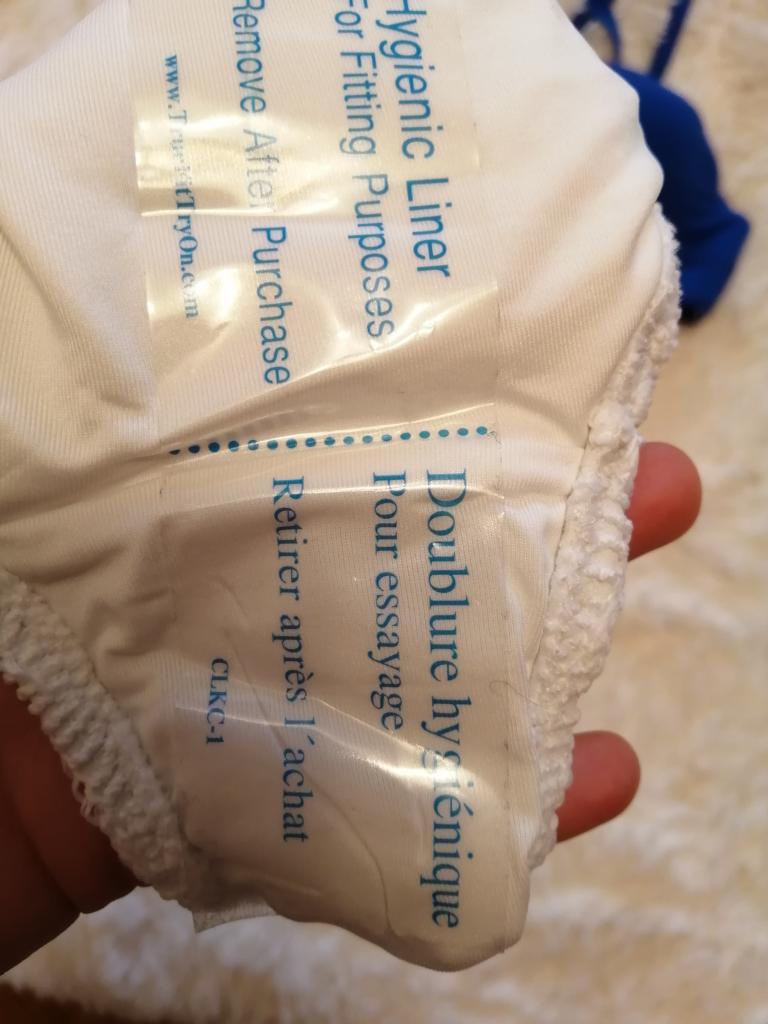 Hygienic Liner
For Fitting Purposes
Remove After Purchase
Doublure hygiénique
Pour essayage
Retirer après l´achat
CLKC-1